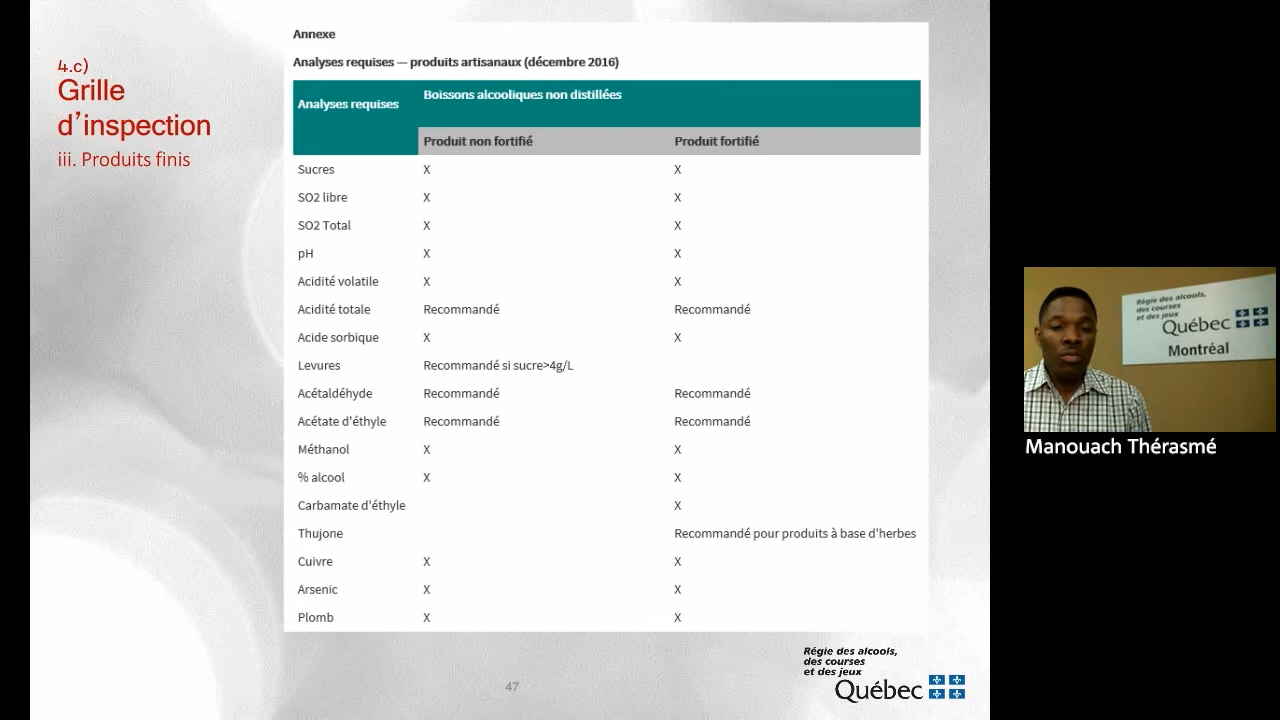 4.c)
Grille
d’inspection
iii. Produits finis
Annexe
Analyses requises — produits artisanaux (décembre 2016)
Analyses requises Boissons alcooliques non distillées
Produit non fortifié Produit fortifié
Sucres X X
SO2 libre X X
SO2 Total X X
pH X X
Acidité volatile X X
Acidité totale Recommandé Recommandé
Acide sorbique X X
Levures Recommandé si sucre>4g/L
Acétaldéhyde Recommandé Recommandé
Acétate d'éthyle Recommandé Recommandé
Méthanol X X
% alcool X X
Carbamate d'éthyle X
Thujone Recommandé pour produits à base d'herbes
Cuivre X X
Arsenic X X
Plomb X X
47
Régie des alcools,
des courses
et des jeux
Québec
Régie des alcools,
des courses
et des jeux
Québec
Montréal
Manouach Thérasmé